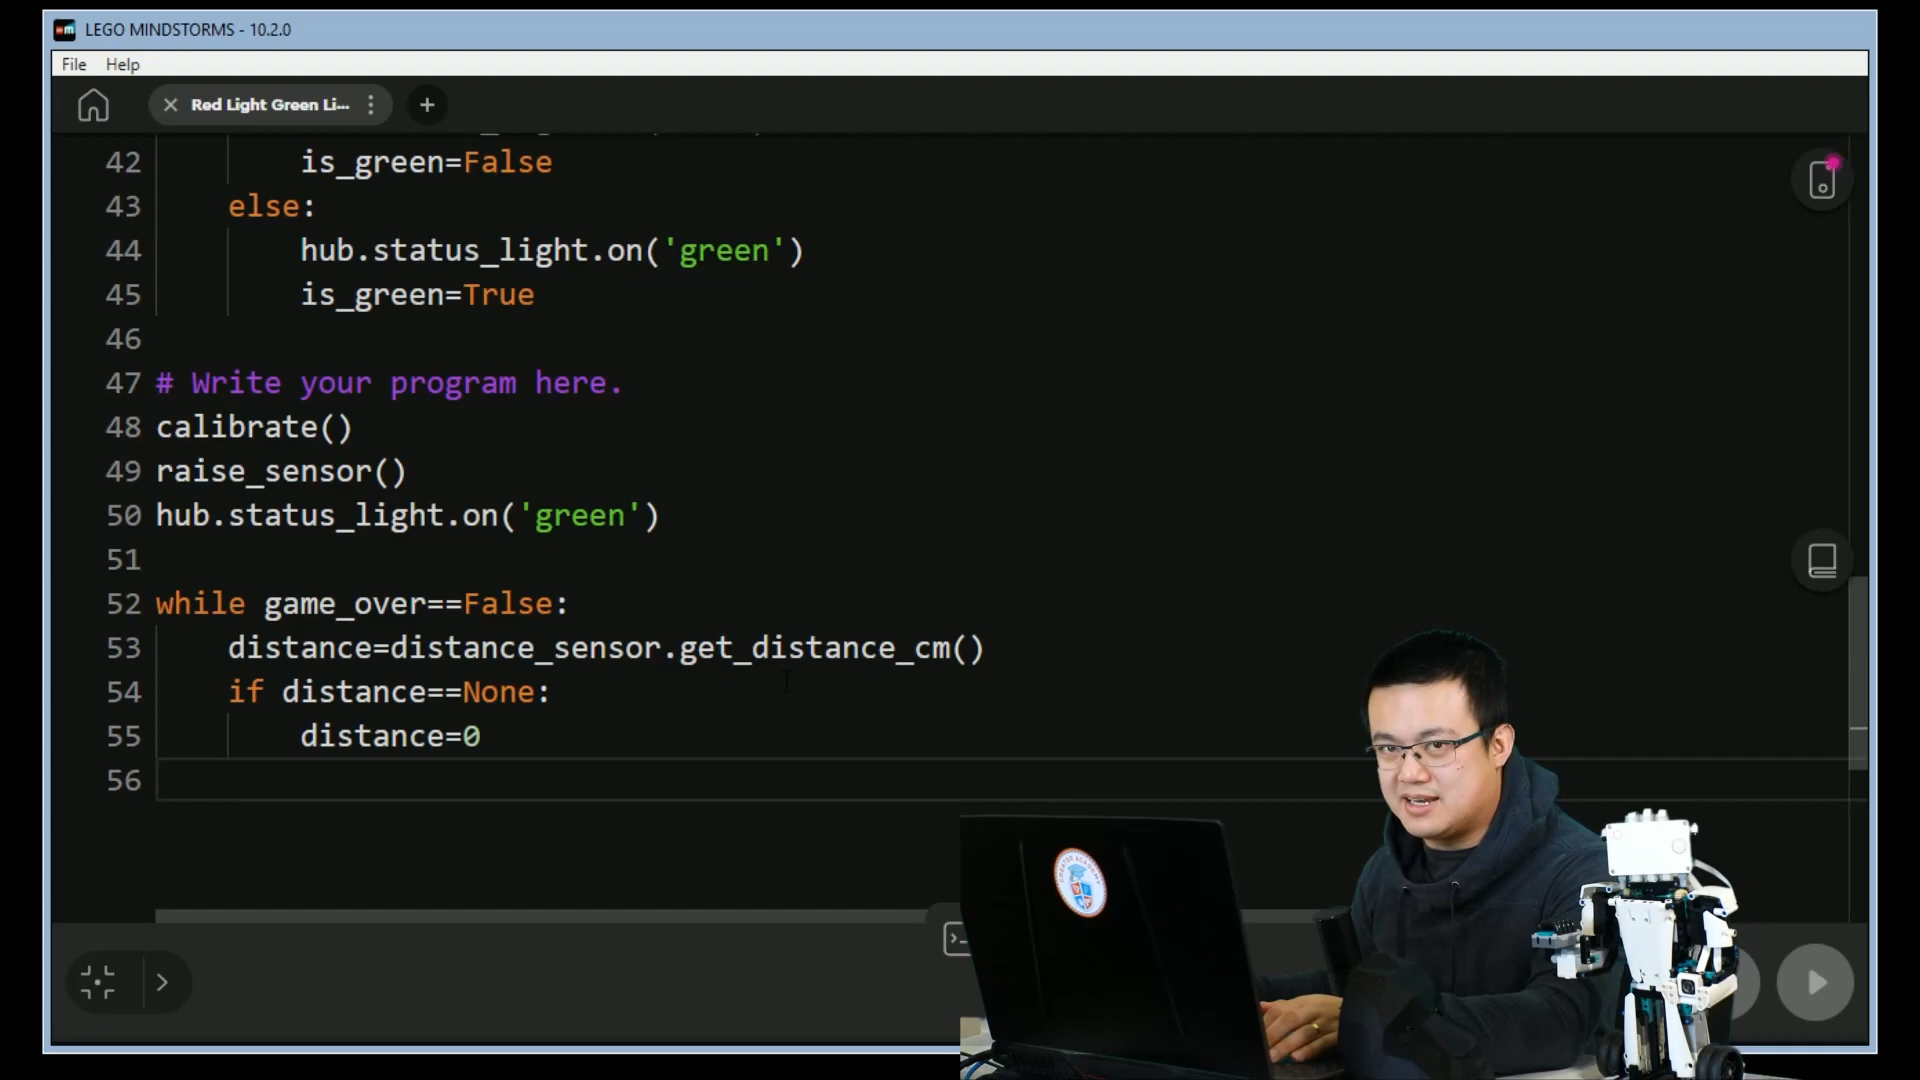 LEGO MINDSTORMS - 10.2.0
File Help
Red Light Green Li...
42 is_green=False
43 else:
44 hub.status_light.on('green')
45 is_green=True
46
47 # Write your program here.
48 calibrate()
49 raise_sensor()
50 hub.status_light.on('green')
51
52 while game_over==False:
53 distance=distance_sensor.get_distance_cm()
54 if distance==None:
55 distance=0
56